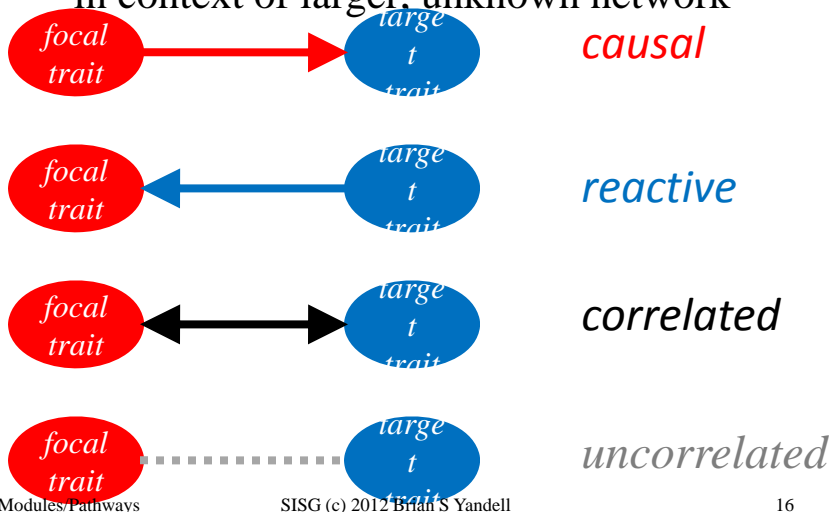 in context of larger, unknown network
focal
trait
targe
t
trait
causal
focal
trait
targe
t
trait
reactive
focal
trait
targe
t
trait
correlated
focal
trait
targe
t
trait
uncorrelated
Modules/Pathways
SISG (c) 2012 Brian S Yandell
16